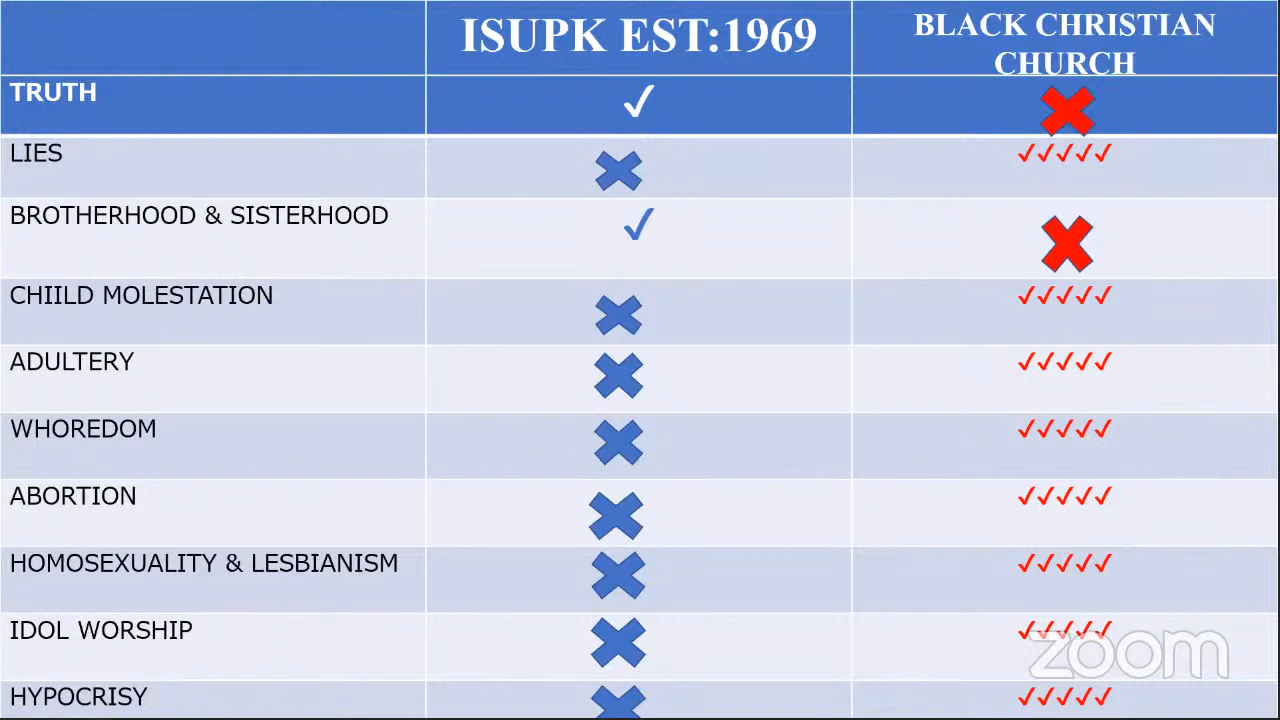 ISUPK EST:1969
BLACK CHRISTIAN
CHURCH
TRUTH
LIES
BROTHERHOOD & SISTERHOOD
CHIILD MOLESTATION
ADULTERY
WHOREDOM
ABORTION
HOMOSEXUALITY & LESBIANISM
IDOL WORSHIP
zoom
HYPOCRISY